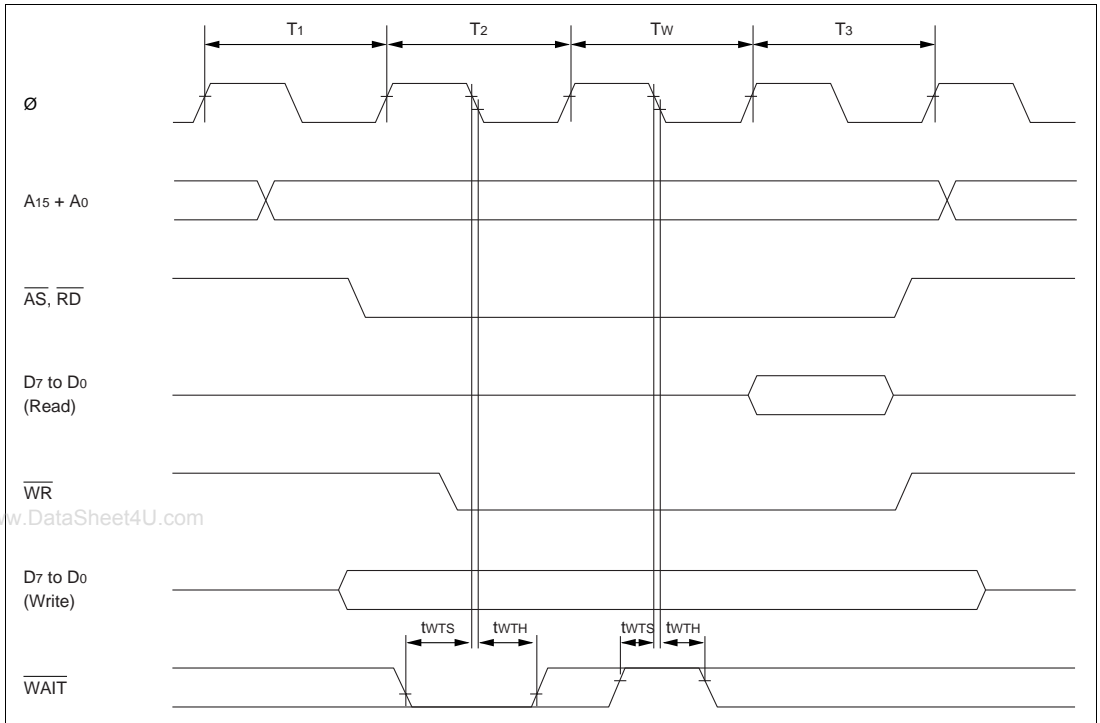 T1 T2 TW T3
Ø
A15 + A0
AS, RD
D7 to D0
(Read)
WR
w.DataSheet4U.com
D7 to D0
(Write)
tWTS tWTH tWTS tWTH
WAIT